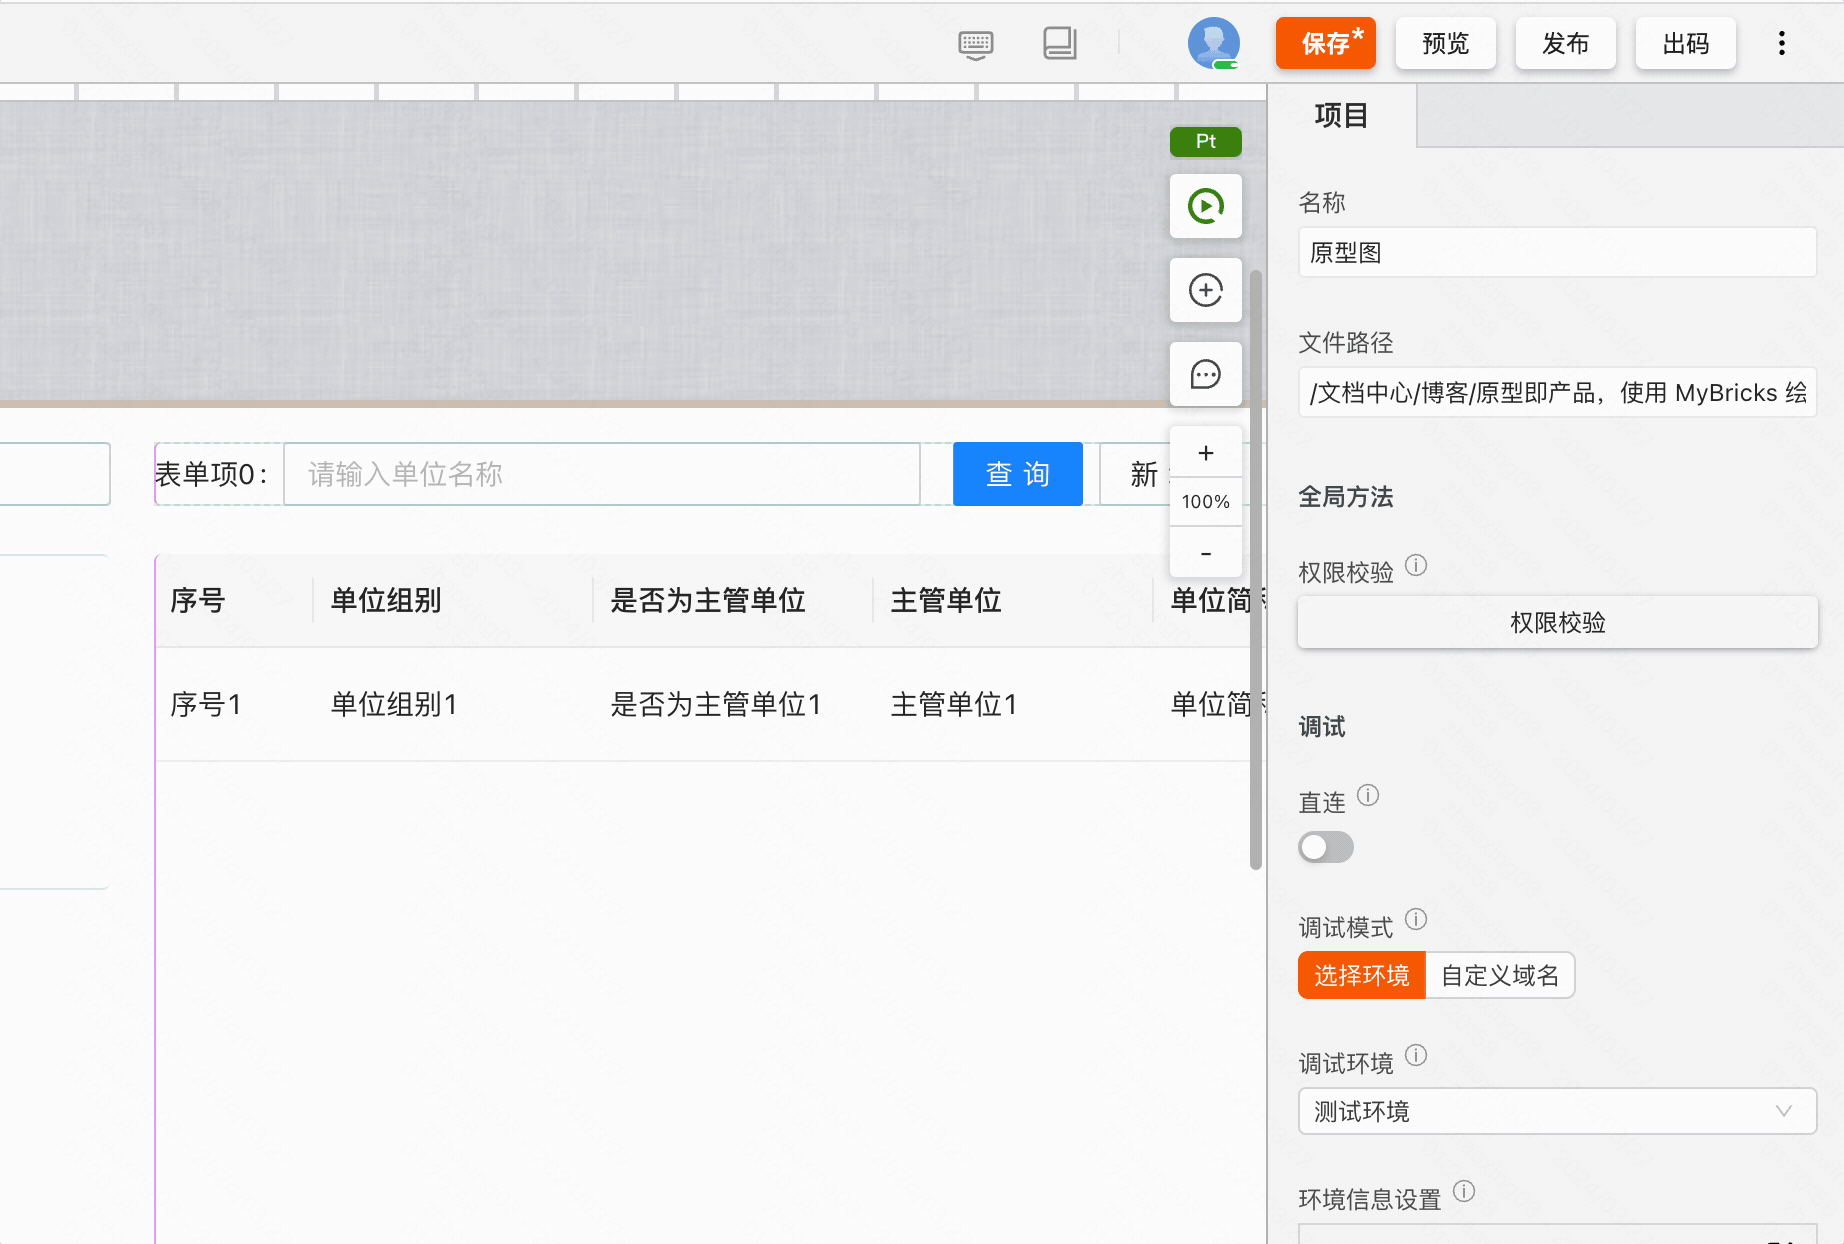 保存*
预览
发布
出码
项目
Pt
名称
原型图
文件路径
/文档中心/博客/原型即产品，使用 MyBricks 绘
表单项0:
请输入单位名称
查 询
新
+
100%
-
全局方法
权限校验
权限校验
序号 单位组别 是否为主管单位 主管单位 单位简
序号1 单位组别1 是否为主管单位1 主管单位1 单位简
调试
直连
调试模式
选择环境 自定义域名
调试环境
测试环境
环境信息设置